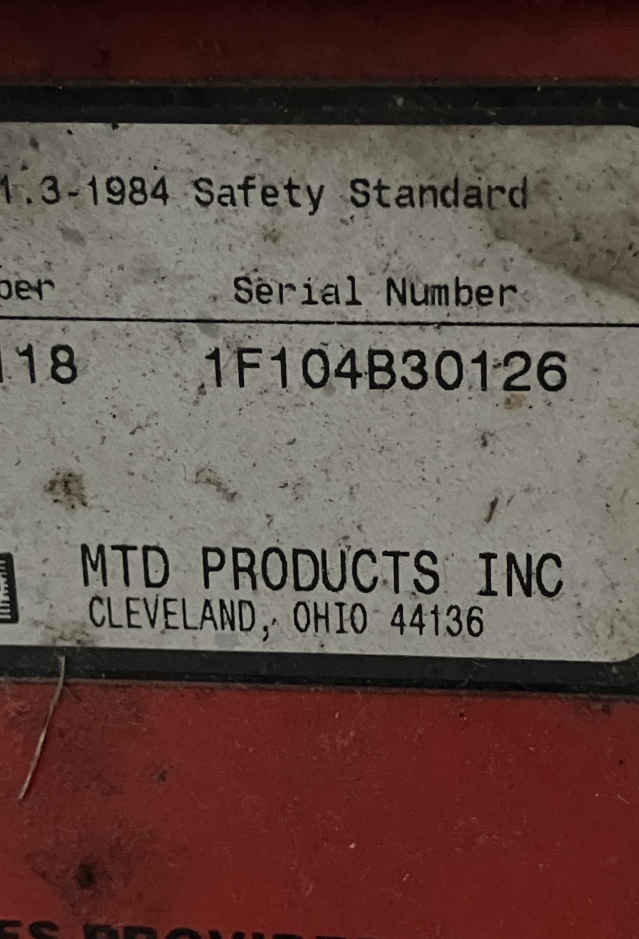 1.3-1984 Safety Standard
ber Serial Number
118 1F104B30126
MTD PRODUCTS INC
CLEVELAND, OHIO 44136